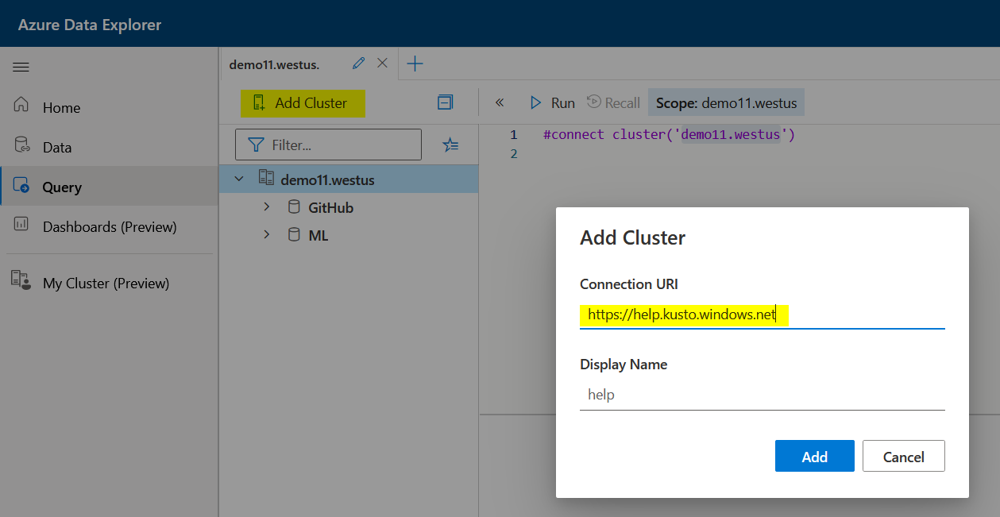 Azure Data Explorer
Home
Data
Query
Dashboards (Preview)
My Cluster (Preview)
demo11.westus.
Add Cluster
Filter...
demo11.westus
GitHub
ML
« Run Recall Scope: demo11.westus
1 #connect cluster('demo11.westus')
2
Add Cluster
Connection URI
https://help.kusto.windows.net
Display Name
help
Add Cancel